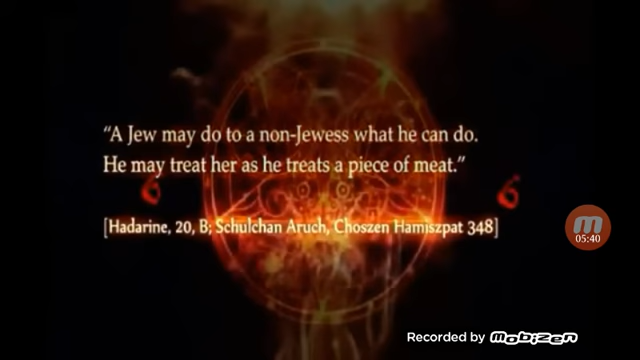 "A Jew may do to a non-Jewess what he can do.
He may treat her as he treats a piece of meat."
6 6
[Hadarine, 20, B; Schulchan Aruch, Choszen Hamiszpat 348]
05:40
Recorded by mobizen